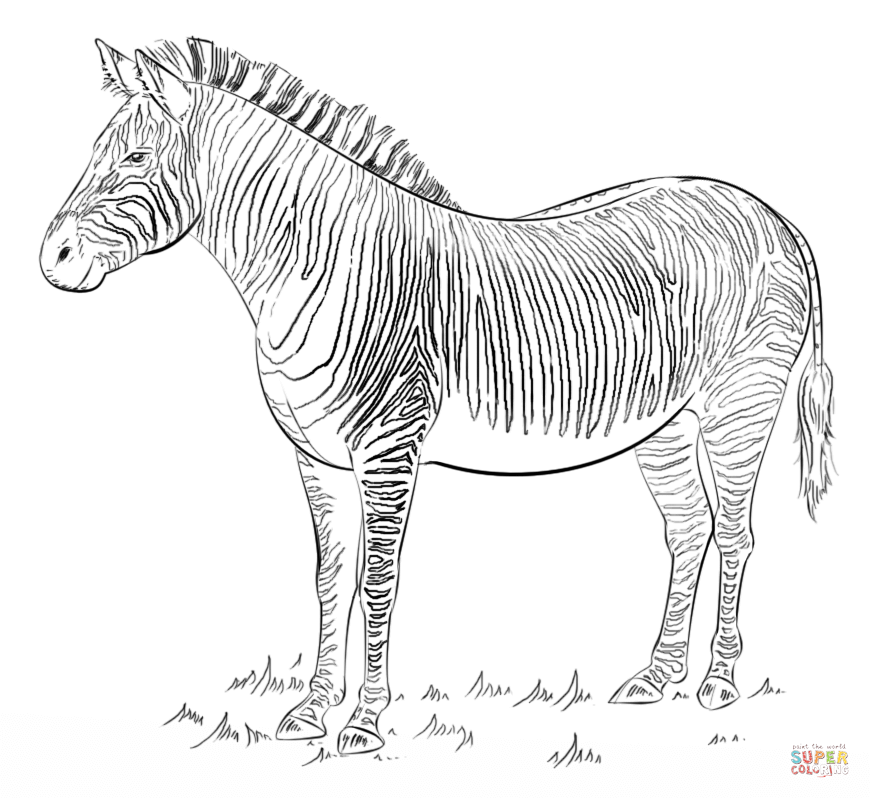 paint the world
SUPER
COLORING